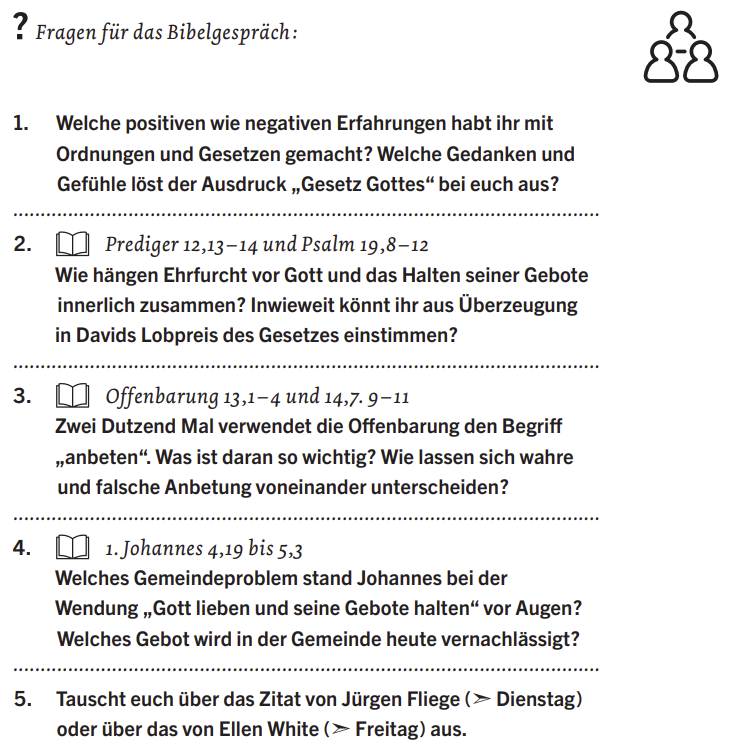 ? Fragen für das Bibelgespräch:
1. Welche positiven wie negativen Erfahrungen habt ihr mit
Ordnungen und Gesetzen gemacht? Welche Gedanken und
Gefühle löst der Ausdruck „Gesetz Gottes“ bei euch aus?
2. Prediger 12,13–14 und Psalm 19,8–12
Wie hängen Ehrfurcht vor Gott und das Halten seiner Gebote
innerlich zusammen? Inwieweit könnt ihr aus Überzeugung
in Davids Lobpreis des Gesetzes einstimmen?
3. Offenbarung 13,1–4 und 14,7. 9–11
Zwei Dutzend Mal verwendet die Offenbarung den Begriff
„anbeten“. Was ist daran so wichtig? Wie lassen sich wahre
und falsche Anbetung voneinander unterscheiden?
4. 1. Johannes 4,19 bis 5,3
Welches Gemeindeproblem stand Johannes bei der
Wendung „Gott lieben und seine Gebote halten“ vor Augen?
Welches Gebot wird in der Gemeinde heute vernachlässigt?
5. Tauscht euch über das Zitat von Jürgen Fliege (➣ Dienstag)
oder über das von Ellen White (➣ Freitag) aus.